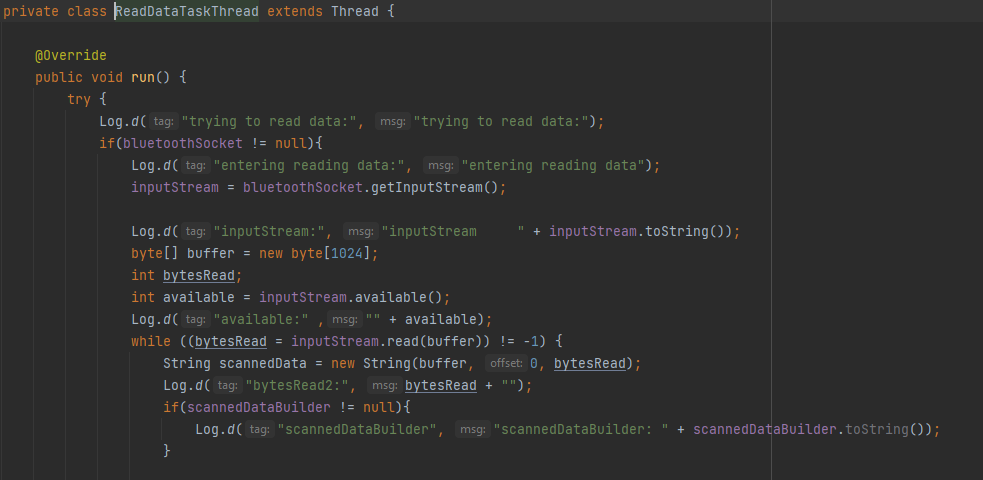 private class ReadDataTaskThread extends Thread {
@Override
public void run() {
try {
Log.d( tag: "trying to read data:", msg: "trying to read data:");
if(bluetoothSocket != null){
Log.d( tag: "entering reading data:", msg: "entering reading data");
inputStream = bluetoothSocket.getInputStream();
Log.d( tag: "inputStream:", msg: "inputStream     " + inputStream.toString());
byte[] buffer = new byte[1024];
int bytesRead;
int available = inputStream.available();
Log.d( tag: "available:" , msg: "" + available);
while ((bytesRead = inputStream.read(buffer)) != -1) {
String scannedData = new String(buffer, offset: 0, bytesRead);
Log.d( tag: "bytesRead2:", msg: bytesRead + "");
if(scannedDataBuilder != null){
Log.d( tag: "scannedDataBuilder", msg: "scannedDataBuilder: " + scannedDataBuilder.toString());
}